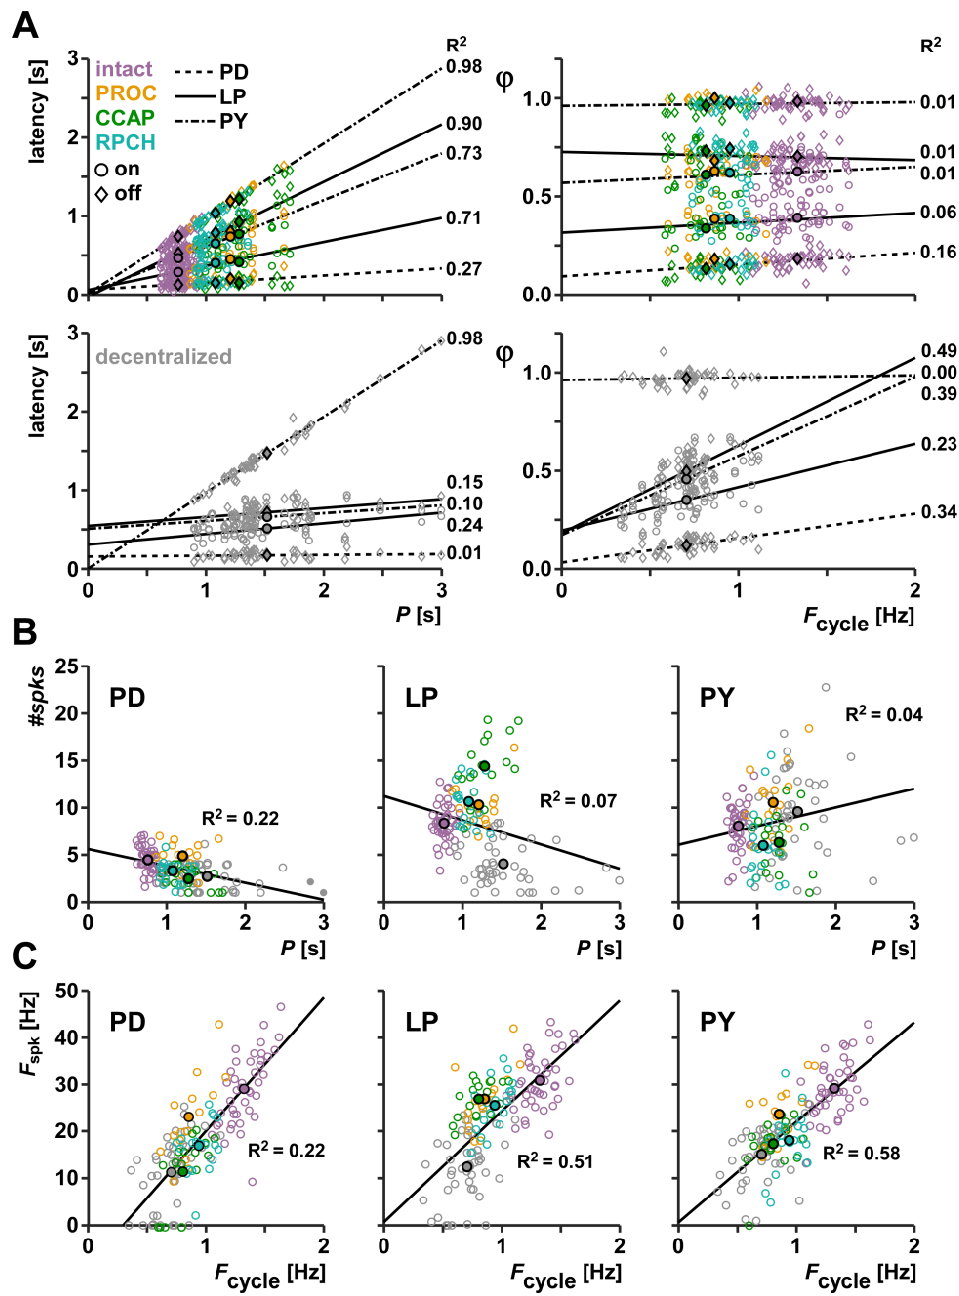 A
latency [s]
3
2
1
0
intact
PROC
CCAP
RPCH
on
off
PD
LP
PY
R²
0.98
0.90
0.73
0.71
0.27
φ
1.0
0.5
0.0
R²
0.01
0.01
0.01
0.06
0.16
latency [s]
3
2
1
0
decentralized
0.98
0.15
0.10
0.24
0.01
0 1 2 3
P [s]
φ
1.0
0.5
0.0
0.49
0.00
0.39
0.23
0.34
0 1 2
Fcycle [Hz]
B
#spks
25
20
15
10
5
0
PD
R² = 0.22
0 1 2 3
P [s]
LP
R² = 0.07
0 1 2 3
P [s]
PY
R² = 0.04
0 1 2 3
P [s]
C
Fspk [Hz]
50
40
30
20
10
0
PD
R² = 0.22
0 1 2
Fcycle [Hz]
LP
R² = 0.51
0 1 2
Fcycle [Hz]
PY
R² = 0.58
0 1 2
Fcycle [Hz]